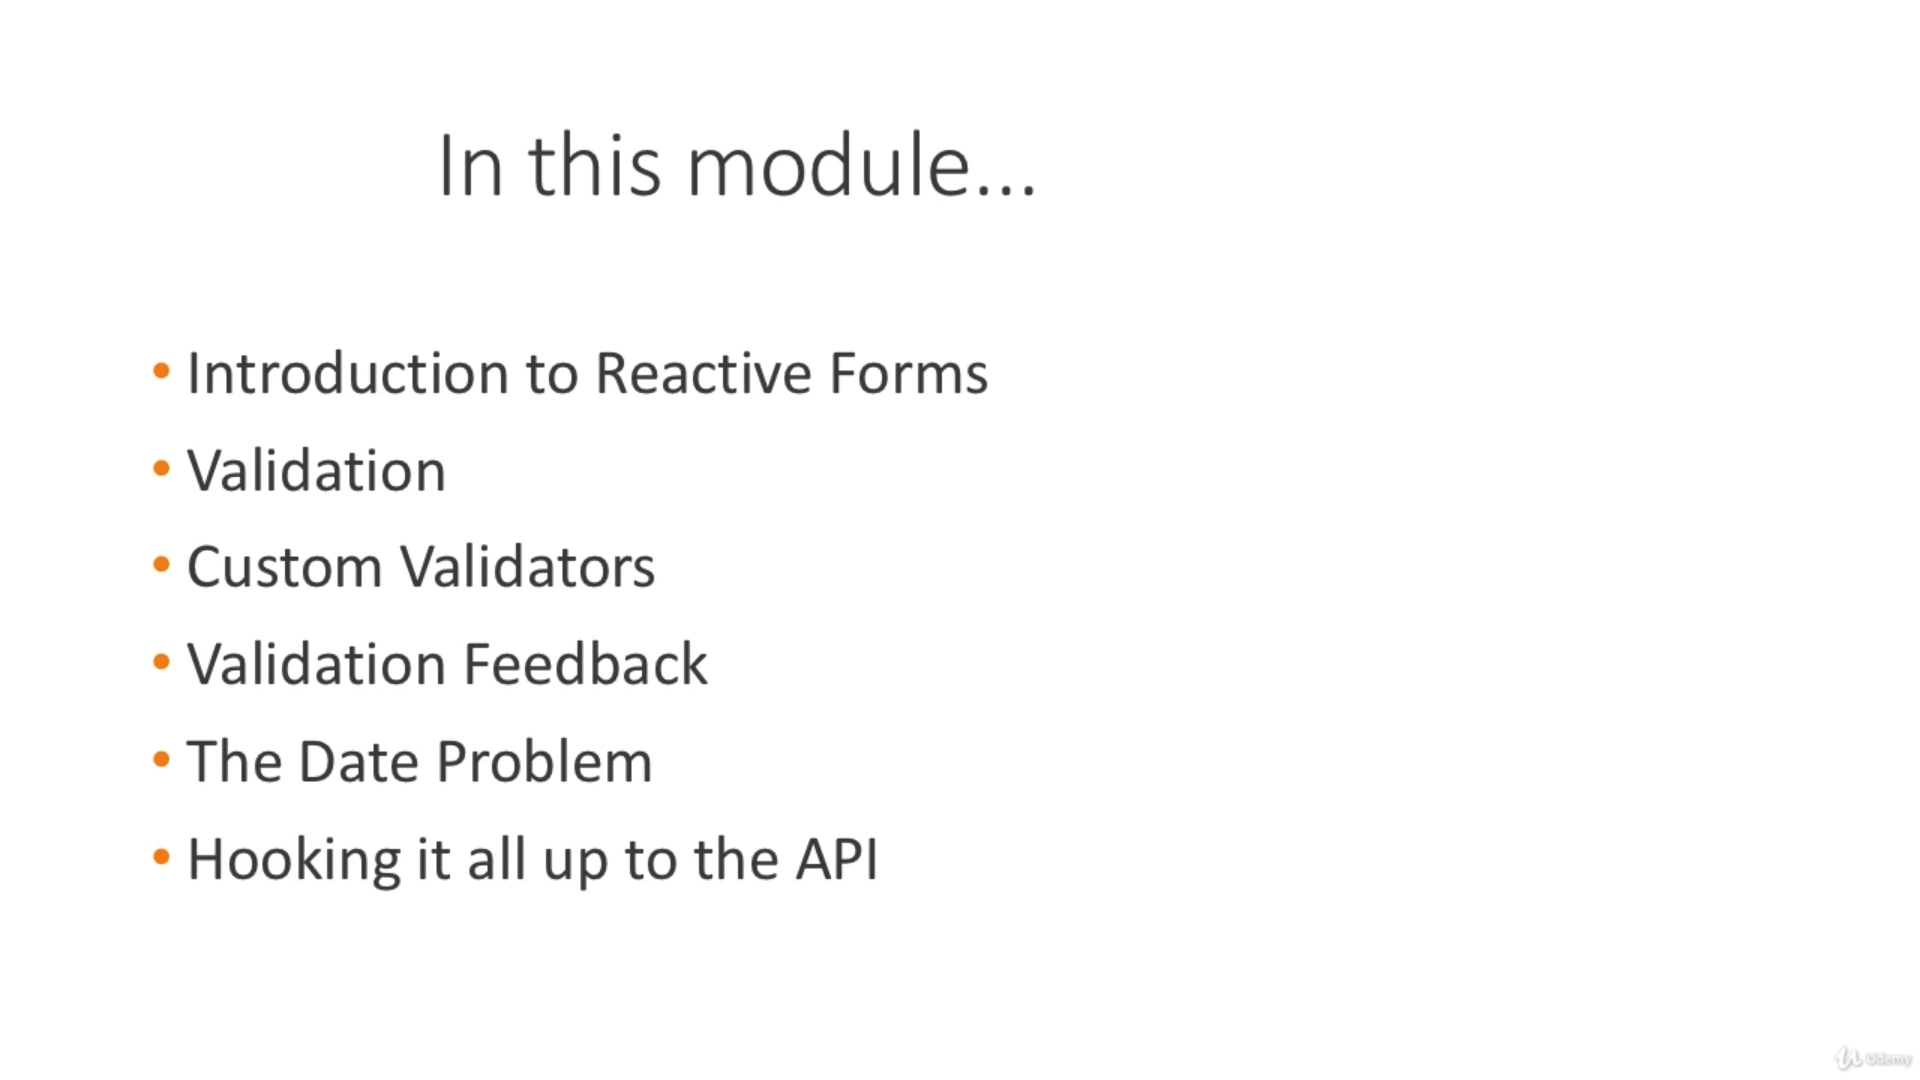 In this module...
• Introduction to Reactive Forms
• Validation
• Custom Validators
• Validation Feedback
• The Date Problem
• Hooking it all up to the API
Udemy